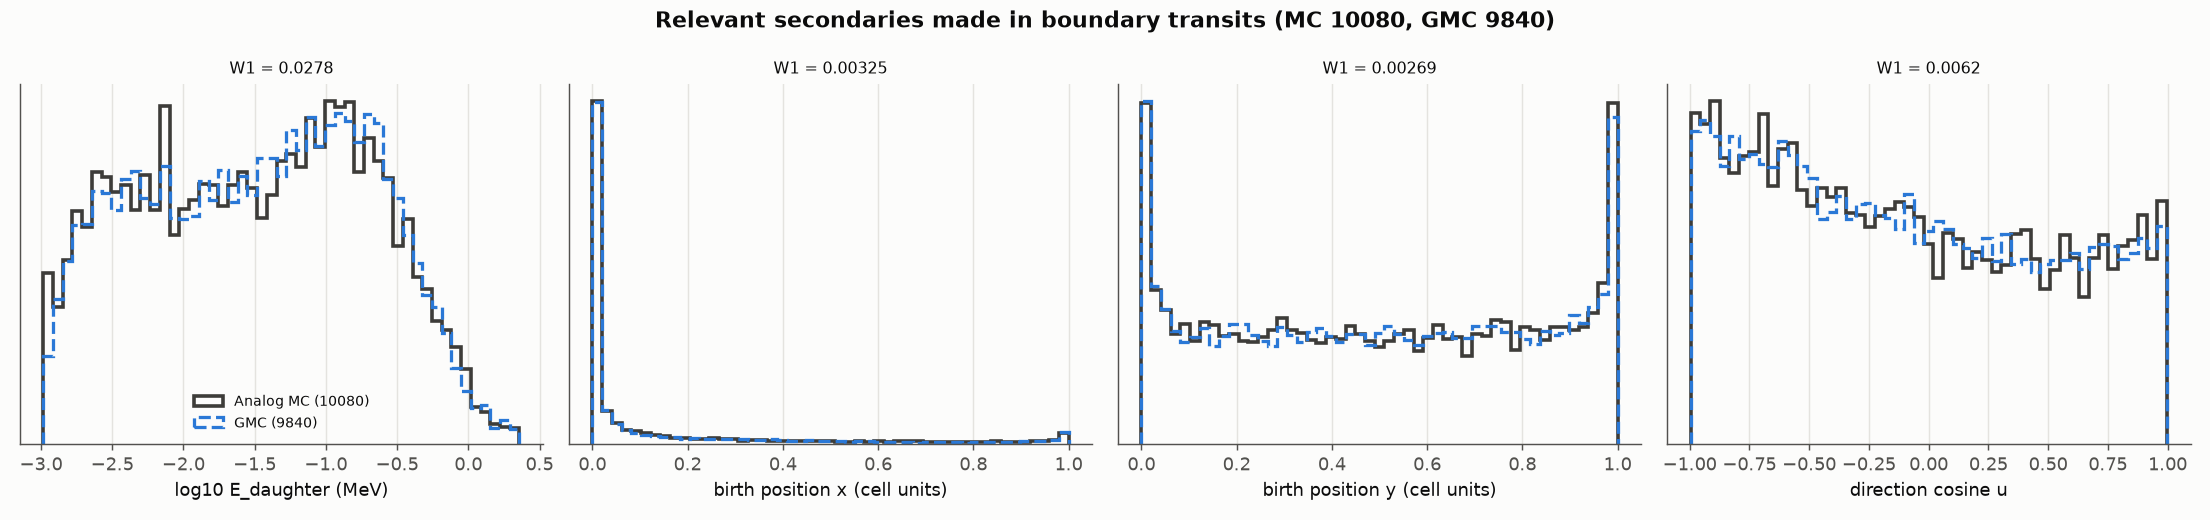 Relevant secondaries made in boundary transits (MC 10080, GMC 9840)
W1 = 0.0278
Analog MC (10080)
GMC (9840)
−3.0 −2.5 −2.0 −1.5 −1.0 −0.5 0.0 0.5
log10 E_daughter (MeV)
W1 = 0.00325
0.0 0.2 0.4 0.6 0.8 1.0
birth position x (cell units)
W1 = 0.00269
0.0 0.2 0.4 0.6 0.8 1.0
birth position y (cell units)
W1 = 0.0062
−1.00 −0.75 −0.50 −0.25 0.00 0.25 0.50 0.75 1.00
direction cosine u